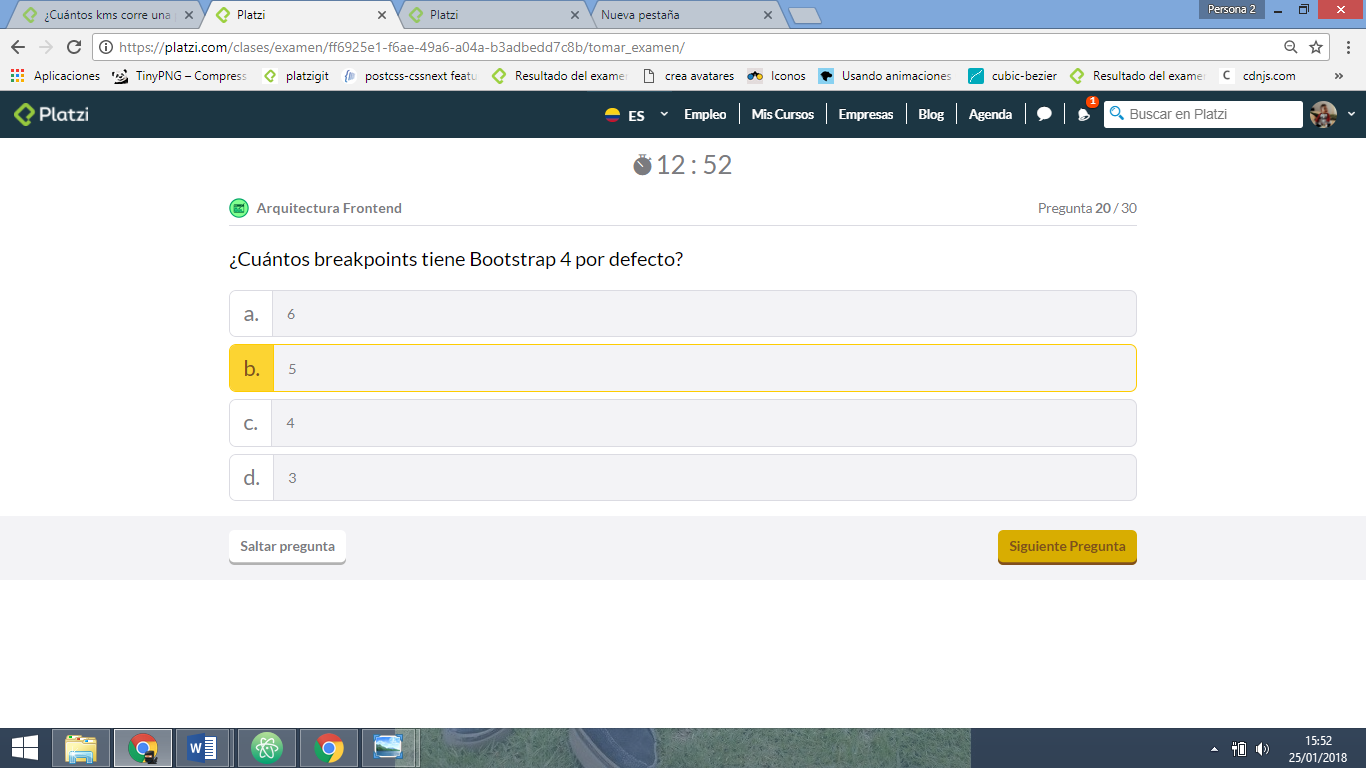 ¿Cuántos kms corre una
Platzi
Platzi
Nueva pestaña
Persona 2
https://platzi.com/clases/examen/ff6925e1-f6ae-49a6-a04a-b3adbedd7c8b/tomar_examen/
Aplicaciones
TinyPNG – Compress
platzigit
postcss-cssnext featu
Resultado del examen
crea avatares
Iconos
Usando animaciones
cubic-bezier
Resultado del examen
cdnjs.com
»
Platzi
ES
Empleo
Mis Cursos
Empresas
Blog
Agenda
1
Buscar en Platzi
12 : 52
Arquitectura Frontend
Pregunta 20 / 30
¿Cuántos breakpoints tiene Bootstrap 4 por defecto?
a. 6
b. 5
c. 4
d. 3
Saltar pregunta
Siguiente Pregunta
15:52
25/01/2018